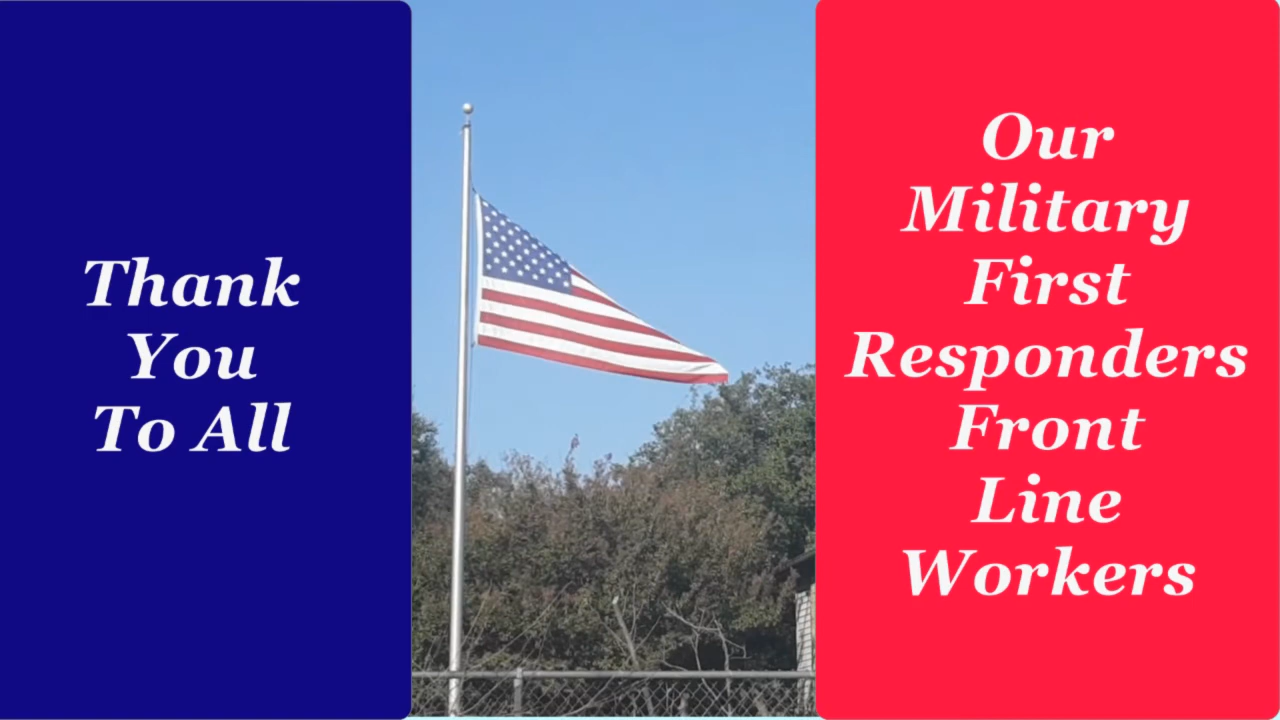 Thank
You
To All
Our
Military
First
Responders
Front
Line
Workers